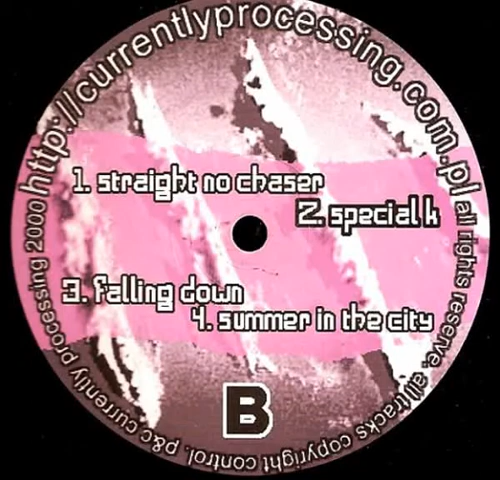 http://currentlyprocessing.com.pl
1. straight no chaser
2. special k
3. falling down
4. summer in the city
B
all rights reserve. all tracks copyright control. p&c currently processing 2000